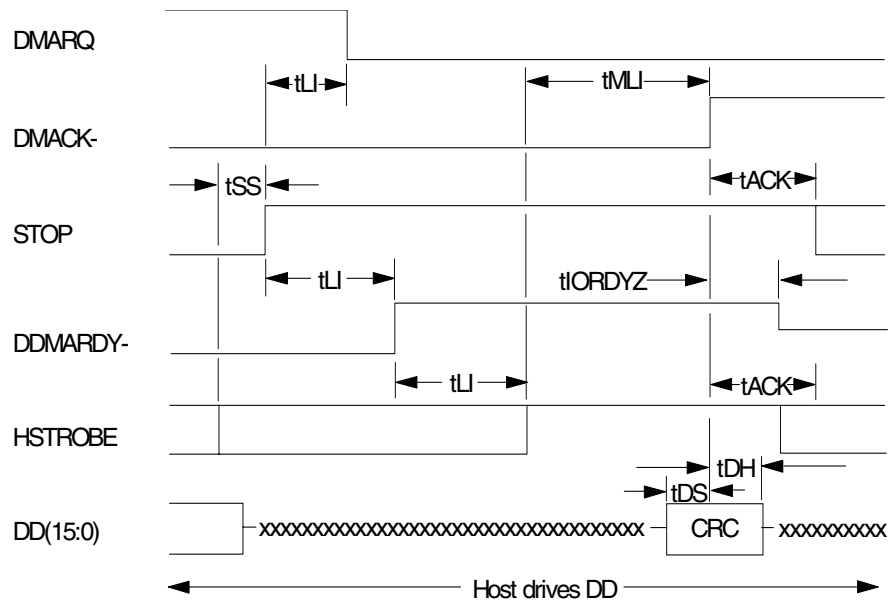 DMARQ
tLI
tMLI
DMACK-
tSS
tACK
STOP
tLI
tIORDYZ
DDMARDY-
tLI
tACK
HSTROBE
tDH
tDS
DD(15:0)
XXXXXXXXXXXXXXXXXXXXXXXXXXXXXXXXXXX
CRC
XXXXXXXXXX
Host drives DD